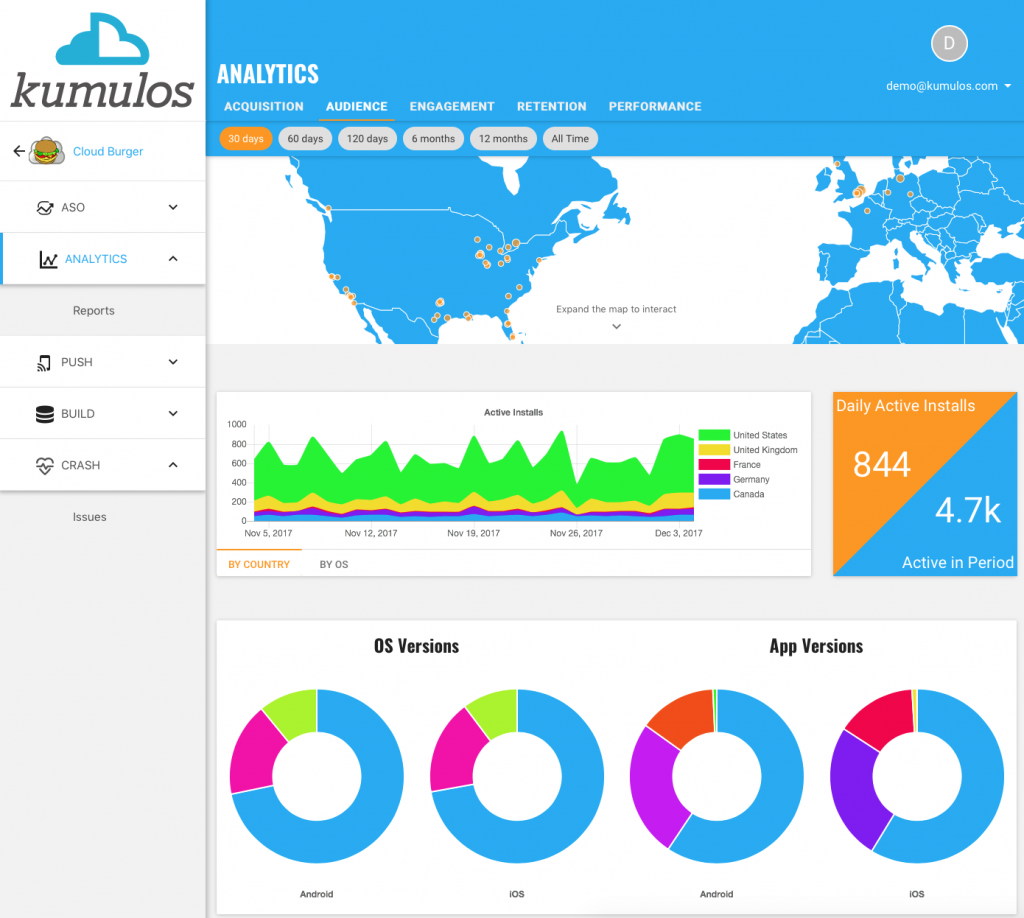 kumulos
Cloud Burger
ASO
ANALYTICS
Reports
PUSH
BUILD
CRASH
Issues
D
demo@kumulos.com
ANALYTICS
ACQUISITION AUDIENCE ENGAGEMENT RETENTION PERFORMANCE
30 days 60 days 120 days 6 months 12 months All Time
Expand the map to interact
Active Installs
1000
800
600
400
200
0
Nov 5, 2017 Nov 12, 2017 Nov 19, 2017 Nov 26, 2017 Dec 3, 2017
United States
United Kingdom
France
Germany
Canada
BY COUNTRY BY OS
Daily Active Installs
844
4.7k
Active in Period
OS Versions App Versions
Android iOS Android iOS